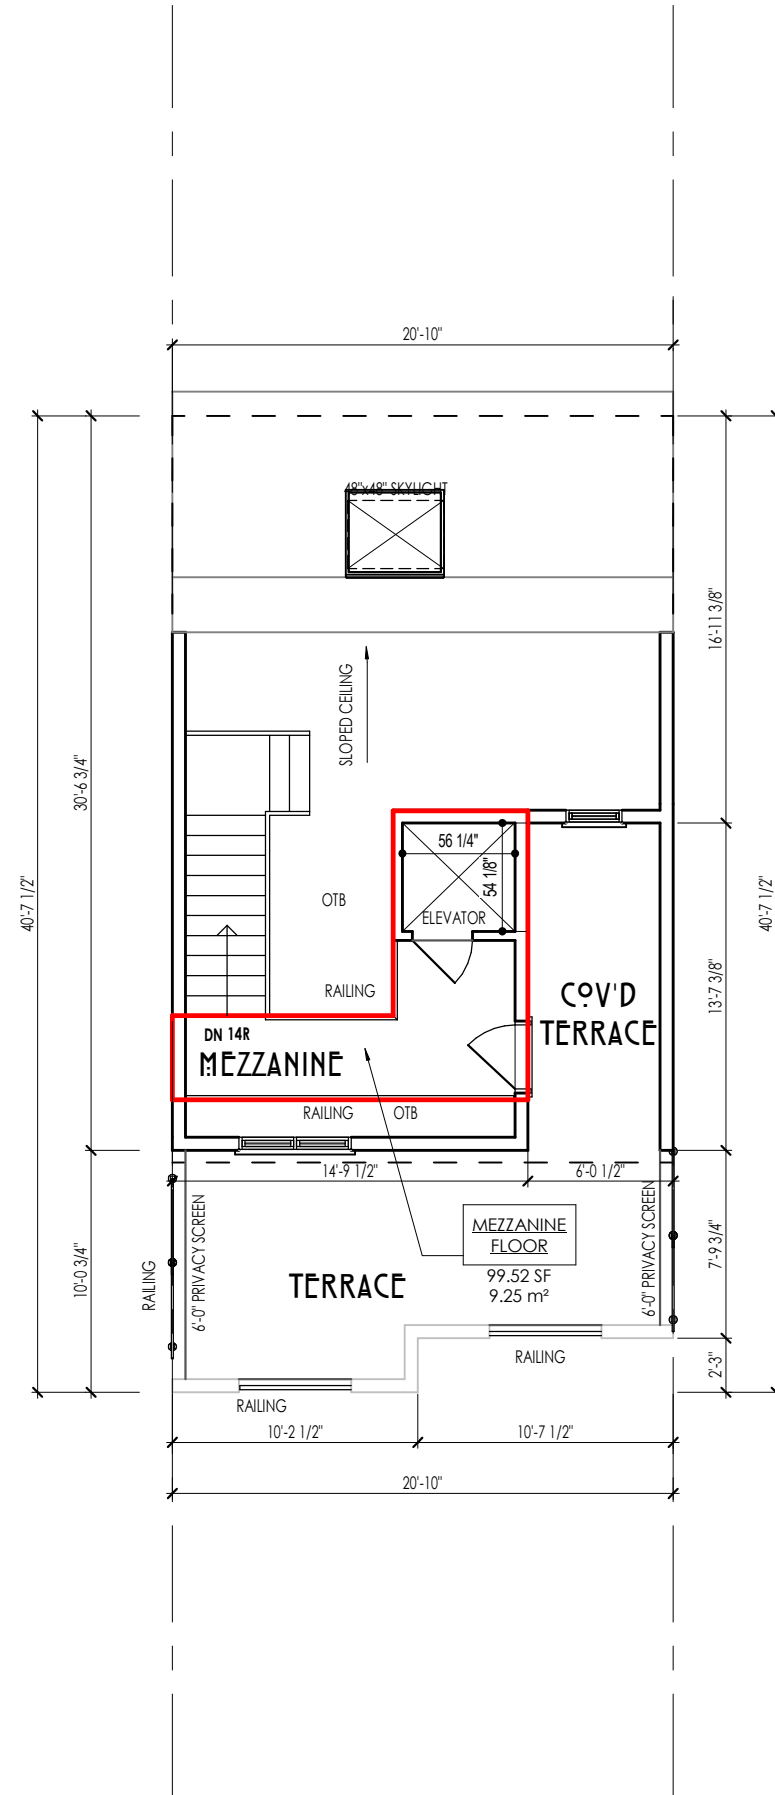 20'-10"
48"x48" SKYLIGHT
16'-11 3/8"
SLOPED CEILING
30'-6 3/4"
40'-7 1/2"
40'-7 1/2"
56 1/4"
54 1/8"
ELEVATOR
OTB
RAILING
COV'D
TERRACE
13'-7 3/8"
DN 14R
MEZZANINE
RAILING OTB
14'-9 1/2"
6'-0 1/2"
6'-0" PRIVACY SCREEN
6'-0" PRIVACY SCREEN
MEZZANINE
FLOOR
99.52 SF
9.25 m²
TERRACE
RAILING
10'-0 3/4"
7'-9 3/4"
2'-3"
RAILING
RAILING
10'-2 1/2"
10'-7 1/2"
20'-10"